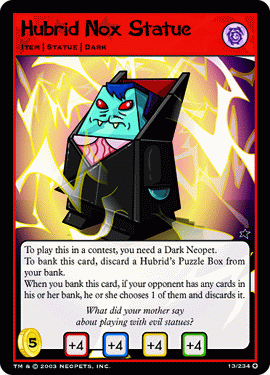 Hubrid Nox Statue
Item | Statue | Dark
To play this in a contest, you need a Dark Neopet.
To bank this card, discard a Hubrid's Puzzle Box from
your bank.
When you bank this card, if your opponent has any cards in
his or her bank, he or she chooses 1 of them and discards it.
What did your mother say
about playing with evil statues?
5
+4
+4
+4
+4
TM & © 2003 NEOPETS, INC.
13/234